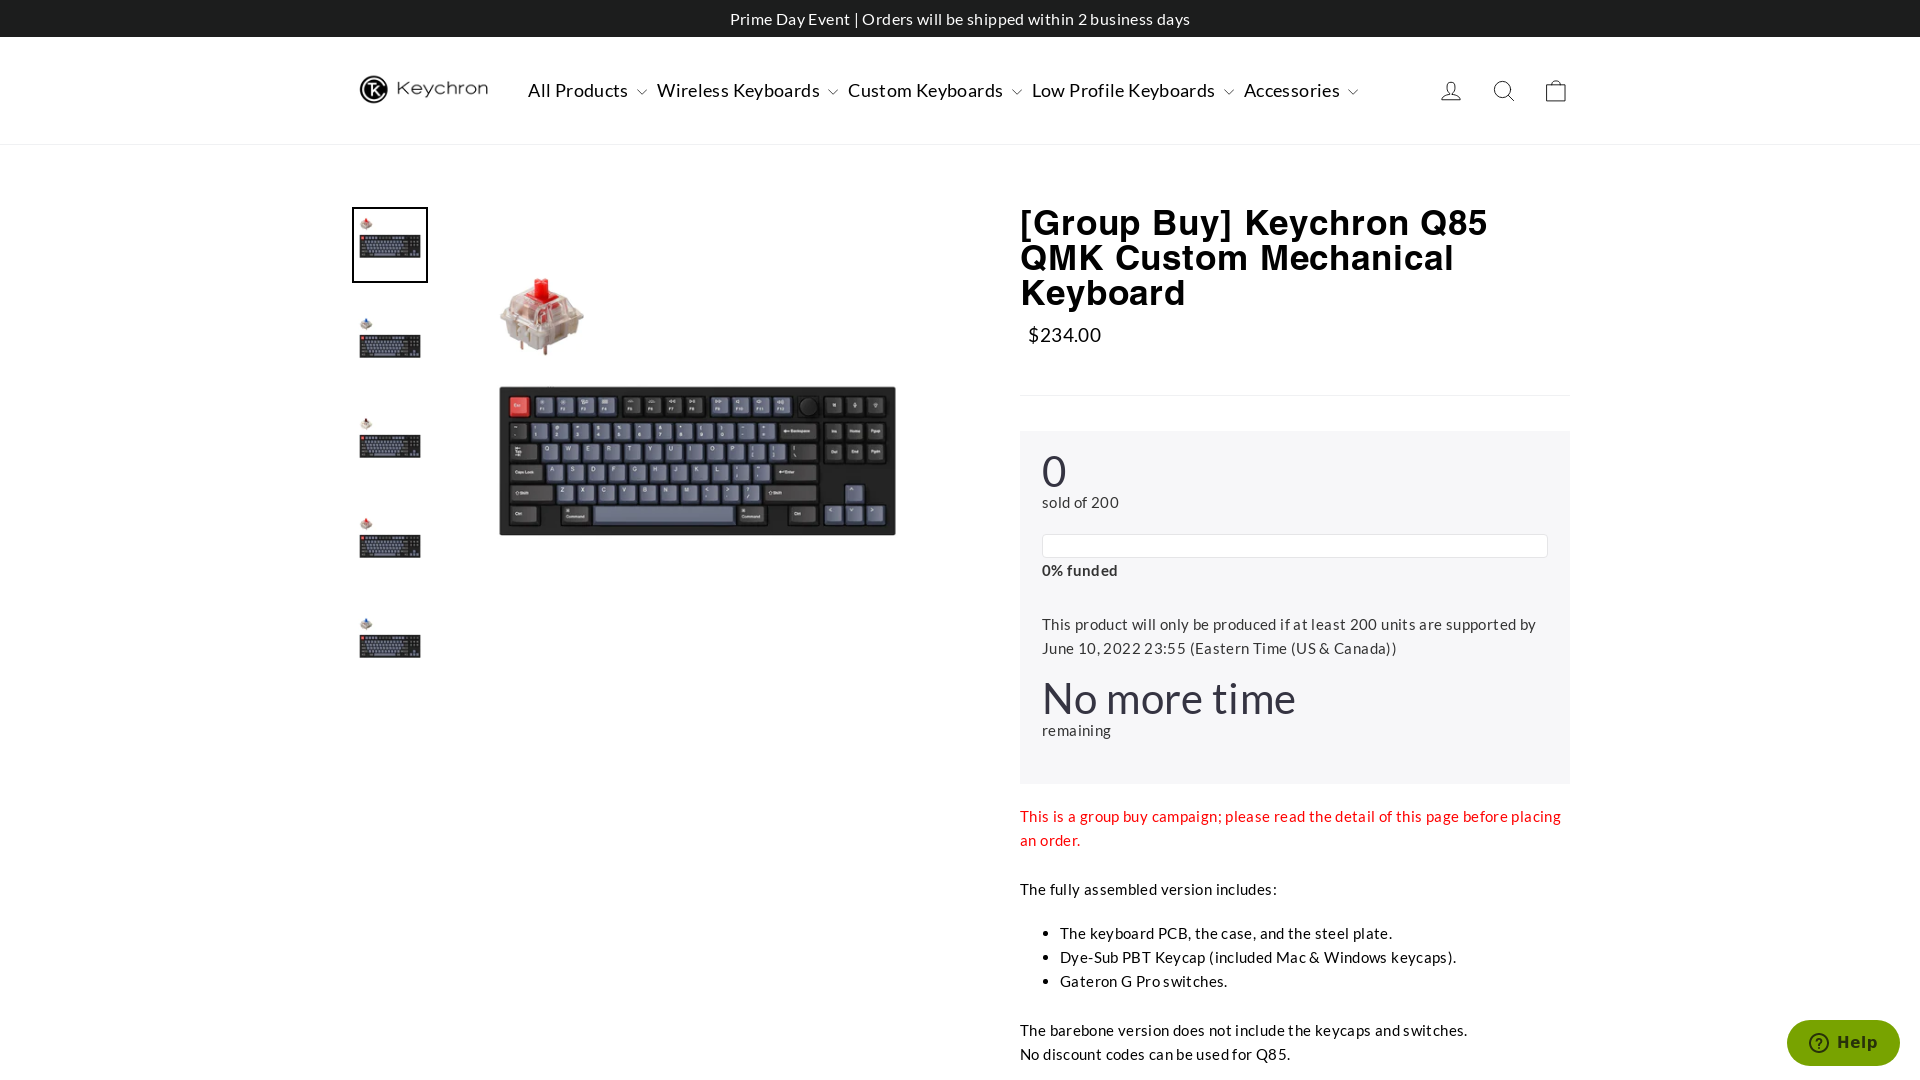 Prime Day Event | Orders will be shipped within 2 business days
Keychron
All Products
Wireless Keyboards
Custom Keyboards
Low Profile Keyboards
Accessories
[Group Buy] Keychron Q85
QMK Custom Mechanical
Keyboard
$234.00
0
sold of 200
0% funded
This product will only be produced if at least 200 units are supported by
June 10, 2022 23:55 (Eastern Time (US & Canada))
No more time
remaining
This is a group buy campaign; please read the detail of this page before placing
an order.
The fully assembled version includes:
The keyboard PCB, the case, and the steel plate.
Dye-Sub PBT Keycap (included Mac & Windows keycaps).
Gateron G Pro switches.
The barebone version does not include the keycaps and switches.
No discount codes can be used for Q85.
Help